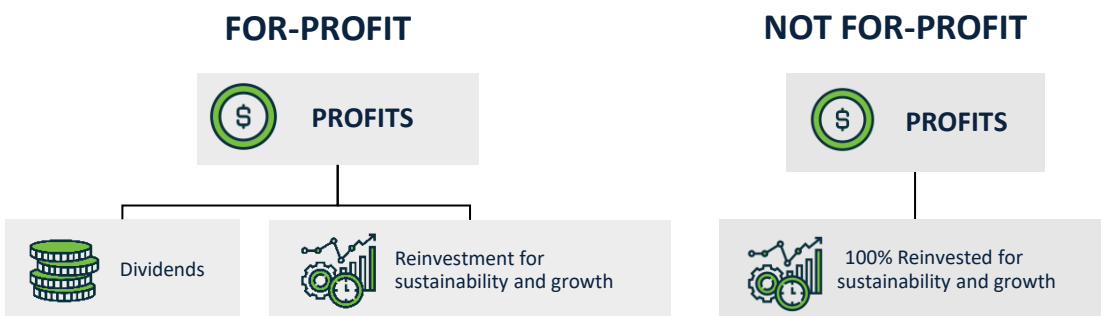 FOR-PROFIT
PROFITS
Dividends
Reinvestment for
sustainability and growth
NOT FOR-PROFIT
PROFITS
100% Reinvested for
sustainability and growth